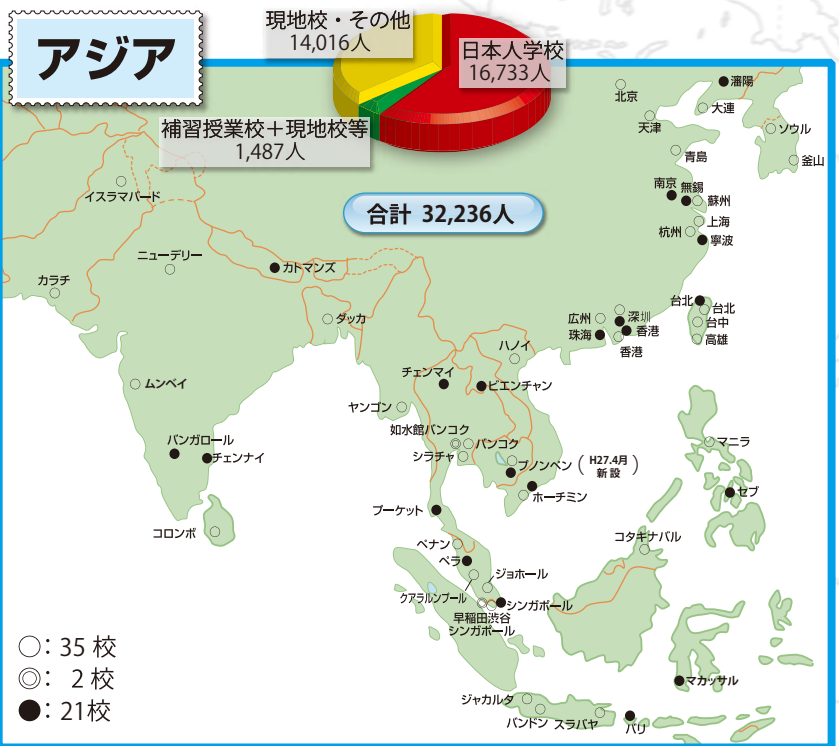 アジア
現地校・その他
14,016人
日本人学校
16,733人
補習授業校＋現地校等
1,487人
合計 32,236人
北京
瀋陽
天津
大連
ソウル
釜山
青島
南京
無錫
蘇州
上海
杭州
寧波
イスラマバード
ニューデリー
カトマンズ
カラチ
ダッカ
台北
台北
台中
高雄
広州
深圳
珠海
香港
香港
ハノイ
ムンベイ
チェンマイ
ビエンチャン
ヤンゴン
如水館バンコク
バンコク
シラチャ
バンガロール
チェンナイ
プノンペン
（H27.4月
新設）
ホーチミン
マニラ
セブ
コロンボ
プーケット
ペナン
ペラ
ジョホール
クアラルンプール
シンガポール
早稲田渋谷
シンガポール
コタキナバル
マカッサル
ジャカルタ
バンドン
スラバヤ
バリ
○：35校
◎： 2校
●：21校